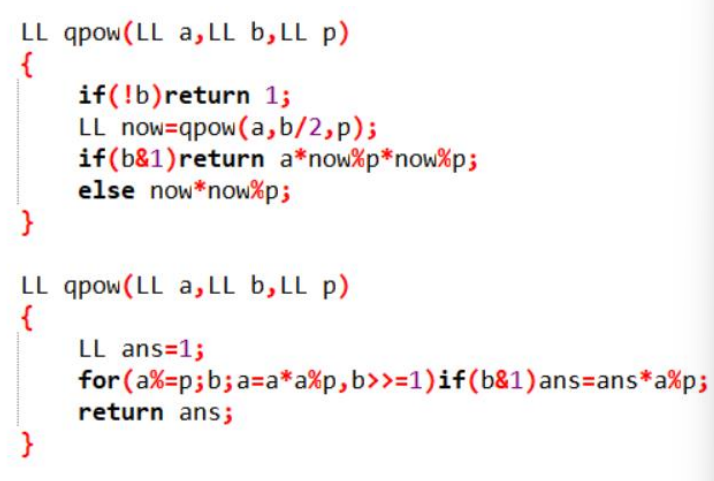 LL qpow(LL a,LL b,LL p)
{
if(!b)return 1;
LL now=qpow(a,b/2,p);
if(b&1)return a*now%p*now%p;
else now*now%p;
}
LL qpow(LL a,LL b,LL p)
{
LL ans=1;
for(a%=p;b;a=a*a%p,b>>=1)if(b&1)ans=ans*a%p;
return ans;
}